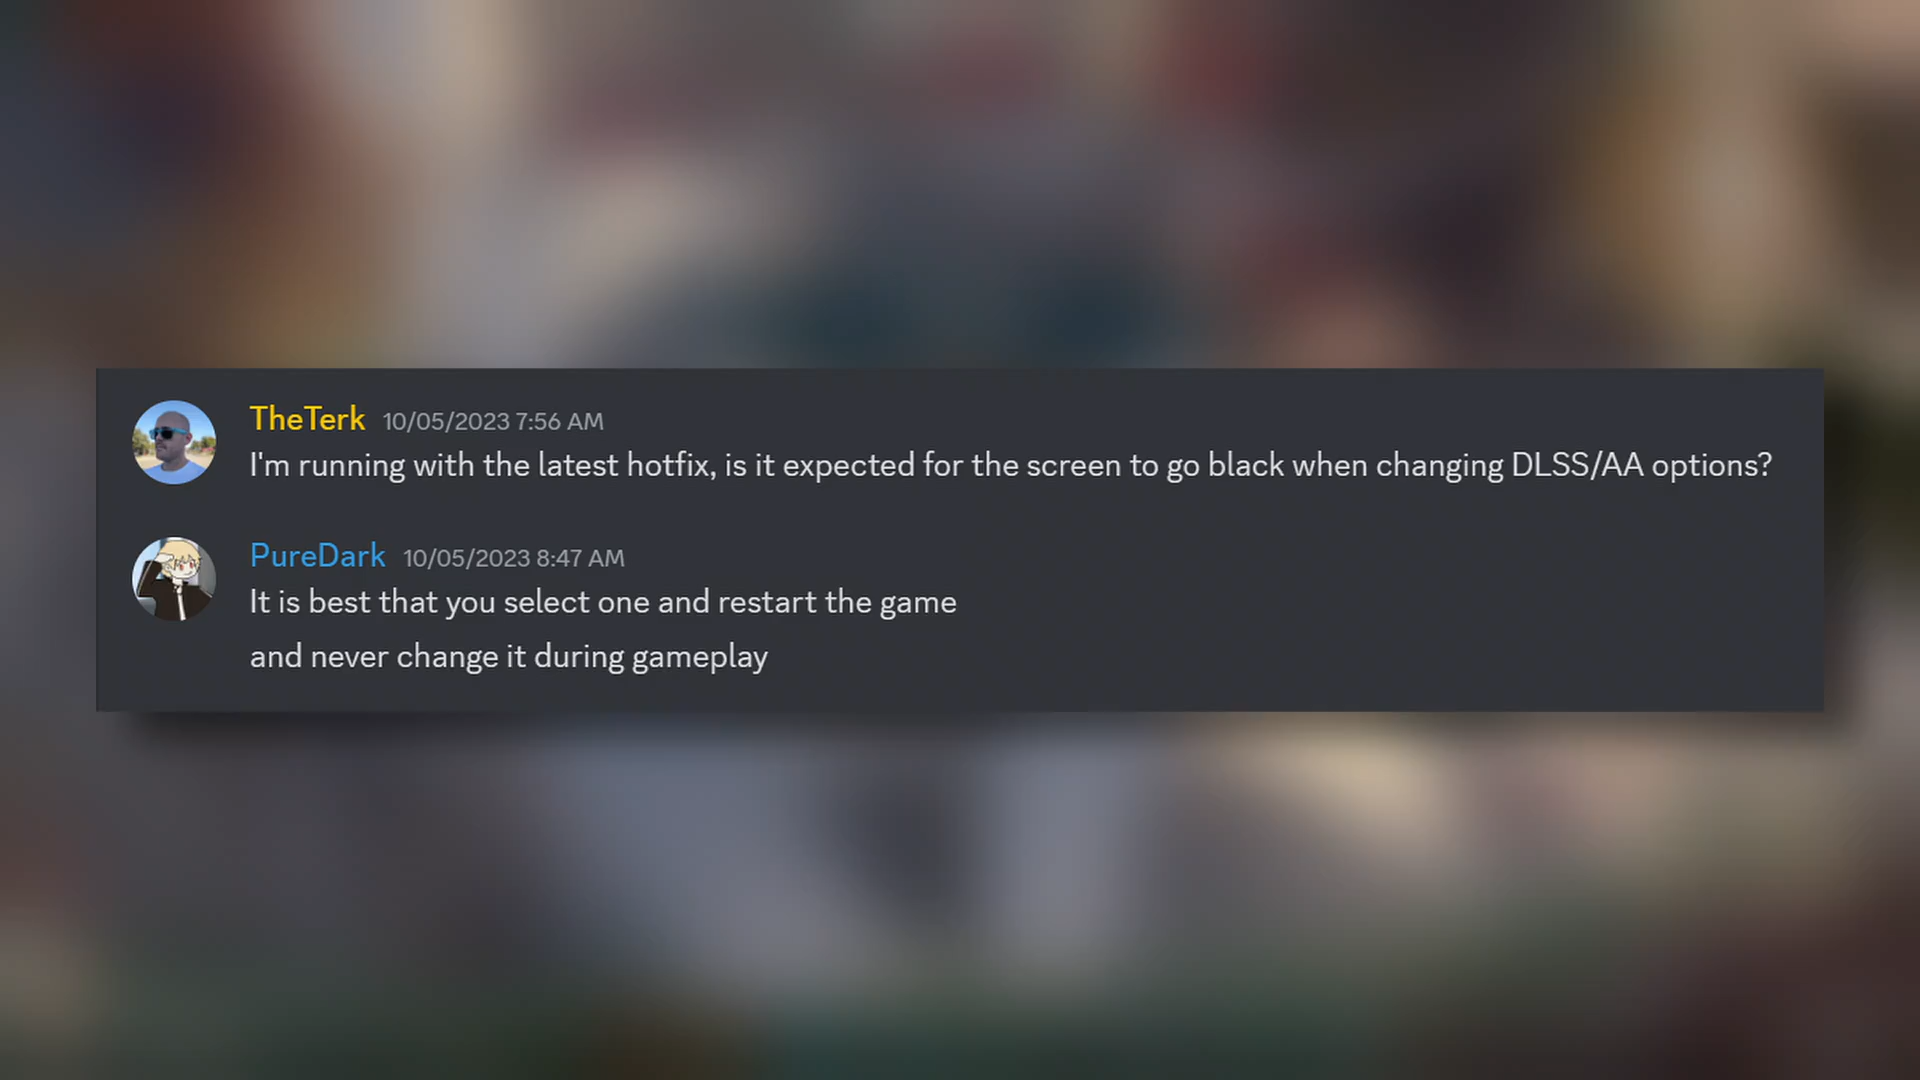 TheTerk 10/05/2023 7:56 AM
I'm running with the latest hotfix, is it expected for the screen to go black when changing DLSS/AA options?
PureDark 10/05/2023 8:47 AM
It is best that you select one and restart the game
and never change it during gameplay